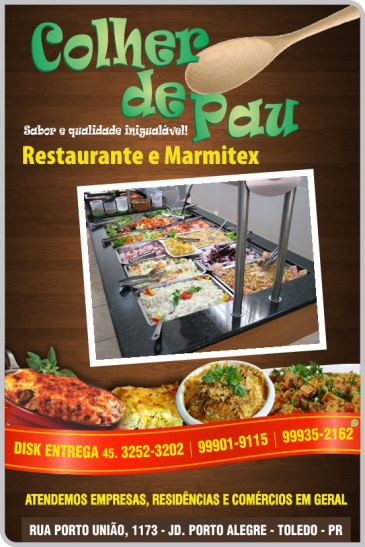 Colher
de Pau
Sabor e qualidade inigualável!
Restaurante e Marmitex
DISK ENTREGA 45. 3252-3202 | 99901-9115 | 99935-2162
ATENDEMOS EMPRESAS, RESIDÊNCIAS E COMÉRCIOS EM GERAL
RUA PORTO UNIÃO, 1173 - JD. PORTO ALEGRE - TOLEDO - PR